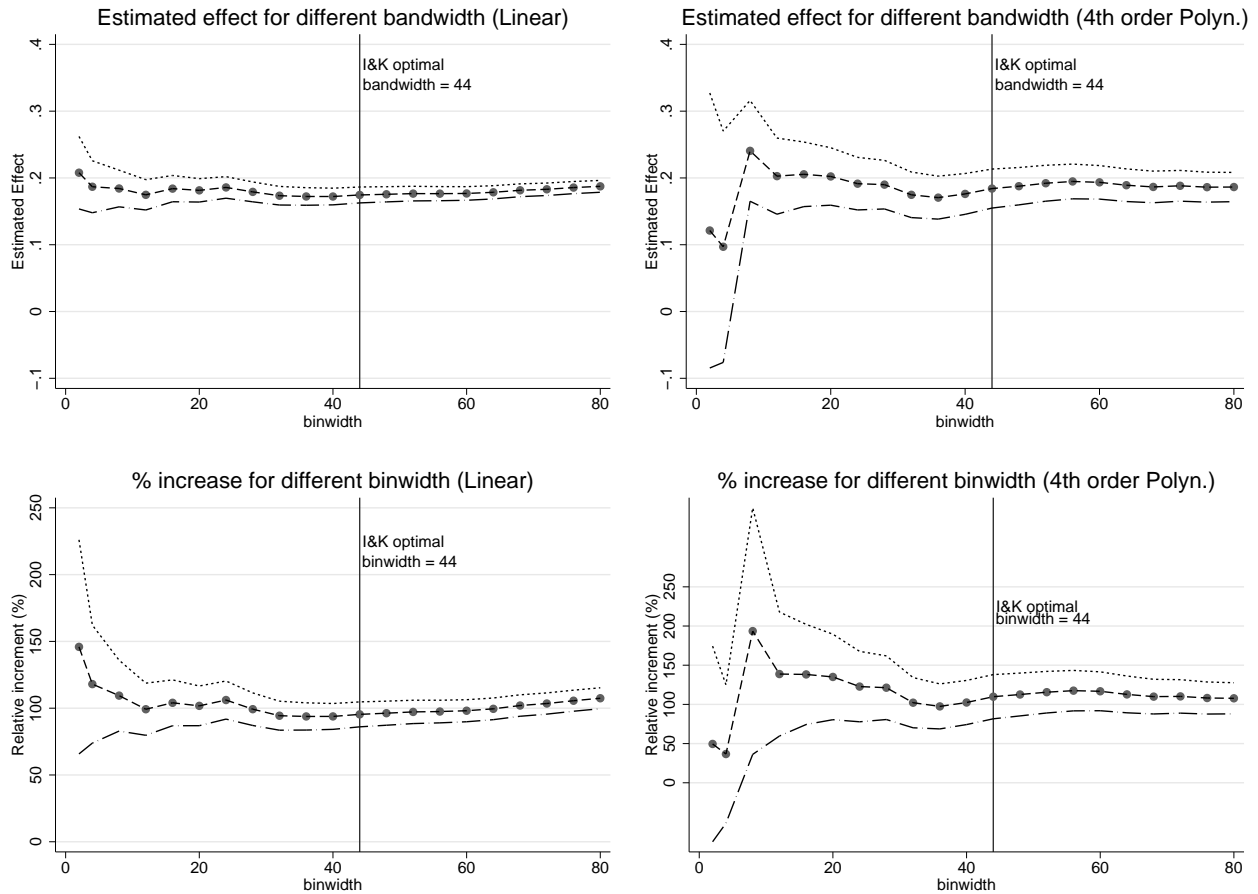 Estimated effect for different bandwidth (Linear)
.4
.3
.2
.1
0
−.1
Estimated Effect
I&K optimal
bandwidth = 44
0 20 40 60 80
binwidth
Estimated effect for different bandwidth (4th order Polyn.)
.4
.3
.2
.1
0
−.1
Estimated Effect
I&K optimal
bandwidth = 44
0 20 40 60 80
binwidth
% increase for different binwidth (Linear)
250
200
150
100
50
0
Relative increment (%)
I&K optimal
binwidth = 44
0 20 40 60 80
binwidth
% increase for different binwidth (4th order Polyn.)
250
200
150
100
50
0
Relative increment (%)
I&K optimal
binwidth = 44
0 20 40 60 80
binwidth